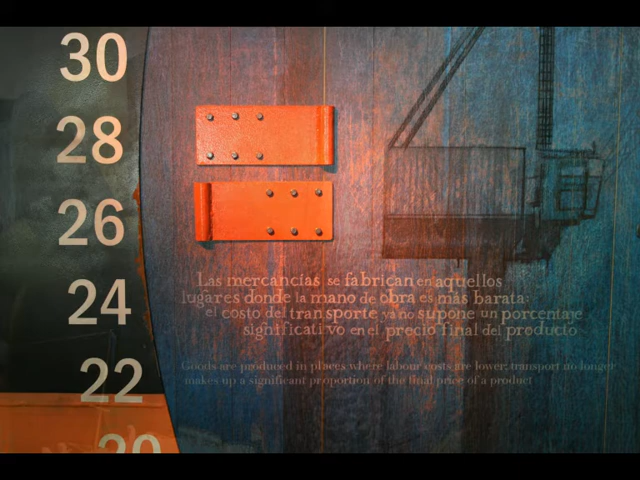 30
28
26
24
22
20
Las mercancías se fabrican en aquellos
lugares donde la mano de obra es más barata:
el costo del transporte ya no supone un porcentaje
significativo en el precio final del producto
Goods are produced in places where labour costs are lower; transport no longer
makes up a significant proportion of the final price of a product